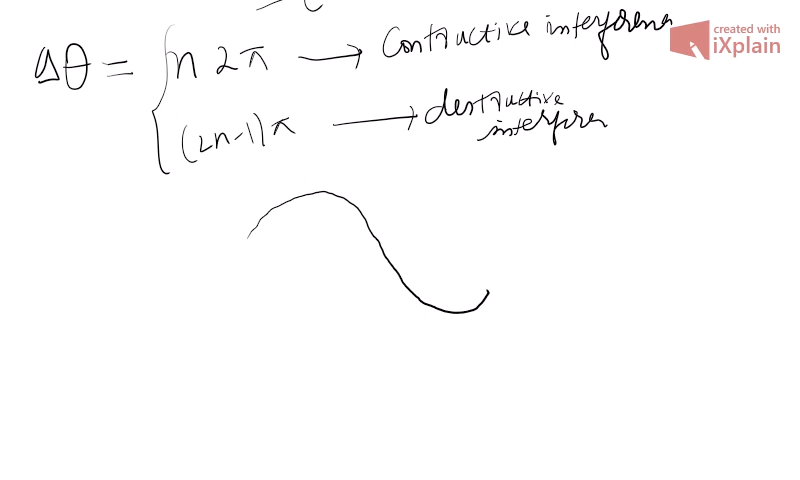 Δθ = { n 2π → Contructive interference
(2n-1)π → destructive
interferen
created with
iXplain